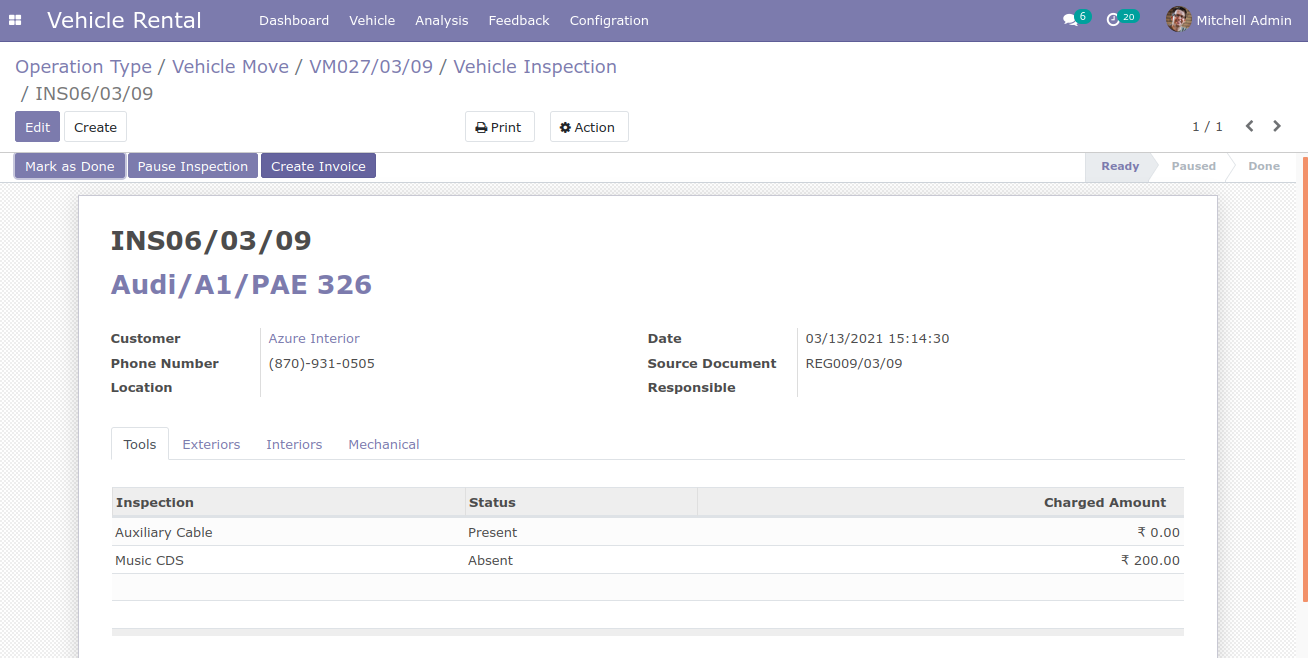 Vehicle Rental Dashboard Vehicle Analysis Feedback Configration 6 20 Mitchell Admin
Operation Type / Vehicle Move / VM027/03/09 / Vehicle Inspection
/ INS06/03/09
Edit Create Print Action 1 / 1
Mark as Done Pause Inspection Create Invoice Ready Paused Done
INS06/03/09
Audi/A1/PAE 326
Customer Azure Interior Date 03/13/2021 15:14:30
Phone Number (870)-931-0505 Source Document REG009/03/09
Location Responsible
Tools Exteriors Interiors Mechanical
Inspection Status Charged Amount
Auxiliary Cable Present ₹ 0.00
Music CDS Absent ₹ 200.00